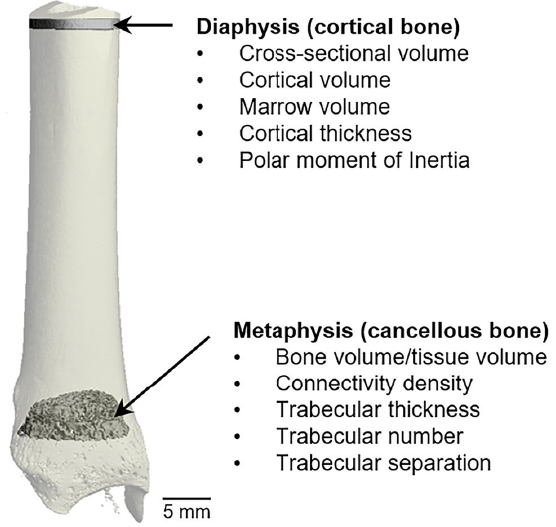 Diaphysis (cortical bone)
• Cross-sectional volume
• Cortical volume
• Marrow volume
• Cortical thickness
• Polar moment of Inertia
Metaphysis (cancellous bone)
• Bone volume/tissue volume
• Connectivity density
• Trabecular thickness
• Trabecular number
• Trabecular separation
5 mm